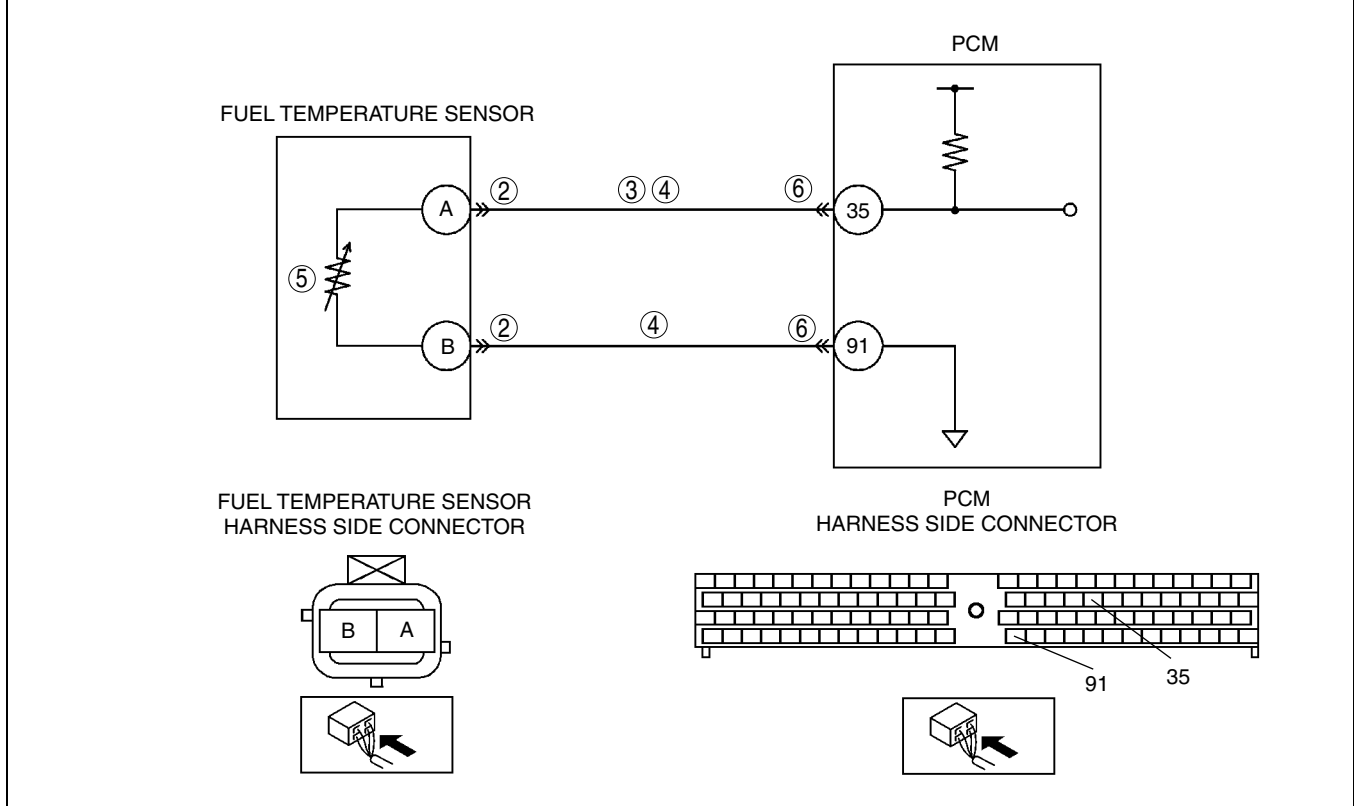 PCM
FUEL TEMPERATURE SENSOR
A
②
③ ④
⑥
35
⑤
B
②
④
⑥
91
FUEL TEMPERATURE SENSOR
HARNESS SIDE CONNECTOR
PCM
HARNESS SIDE CONNECTOR
B A
91
35